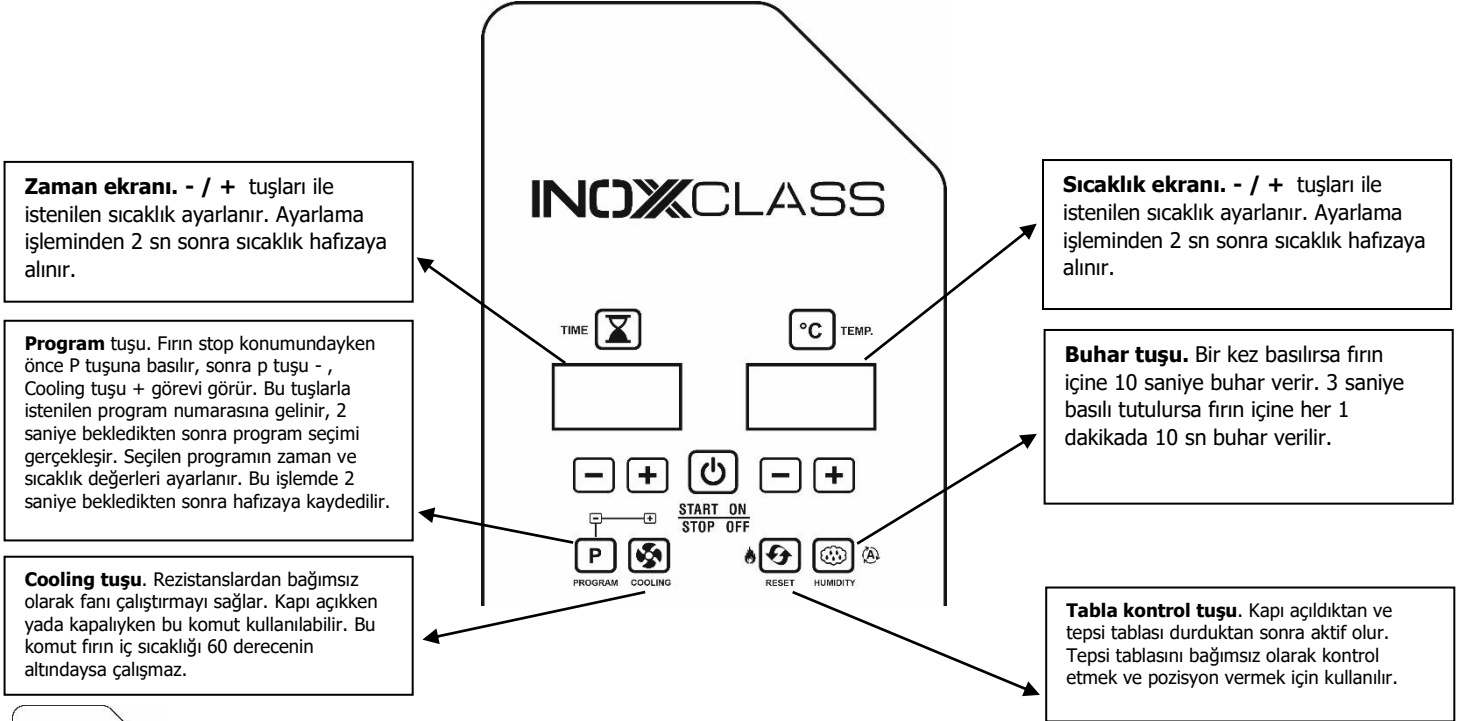 INOXCLASS
Zaman ekranı. - / + tuşları ile
istenilen sıcaklık ayarlanır. Ayarlama
işleminden 2 sn sonra sıcaklık hafızaya
alınır.
Sıcaklık ekranı. - / + tuşları ile
istenilen sıcaklık ayarlanır. Ayarlama
işleminden 2 sn sonra sıcaklık hafızaya
alınır.
TIME
°C TEMP.
Program tuşu. Fırın stop konumundayken
önce P tuşuna basılır, sonra p tuşu - ,
Cooling tuşu + görevi görür. Bu tuşlarla
istenilen program numarasına gelinir, 2
saniye bekledikten sonra program seçimi
gerçekleşir. Seçilen programın zaman ve
sıcaklık değerleri ayarlanır. Bu işlemde 2
saniye bekledikten sonra hafızaya kaydedilir.
Buhar tuşu. Bir kez basılırsa fırın
içine 10 saniye buhar verir. 3 saniye
basılı tutulursa fırın içine her 1
dakikada 10 sn buhar verilir.
- + - +
START ON
STOP OFF
- +
P A
PROGRAM COOLING RESET HUMIDITY
Cooling tuşu. Rezistanslardan bağımsız
olarak fanı çalıştırmayı sağlar. Kapı açıkken
yada kapalıyken bu komut kullanılabilir. Bu
komut fırın iç sıcaklığı 60 derecenin
altındaysa çalışmaz.
Tabla kontrol tuşu. Kapı açıldıktan ve
tepsi tablası durduktan sonra aktif olur.
Tepsi tablasını bağımsız olarak kontrol
etmek ve pozisyon vermek için kullanılır.